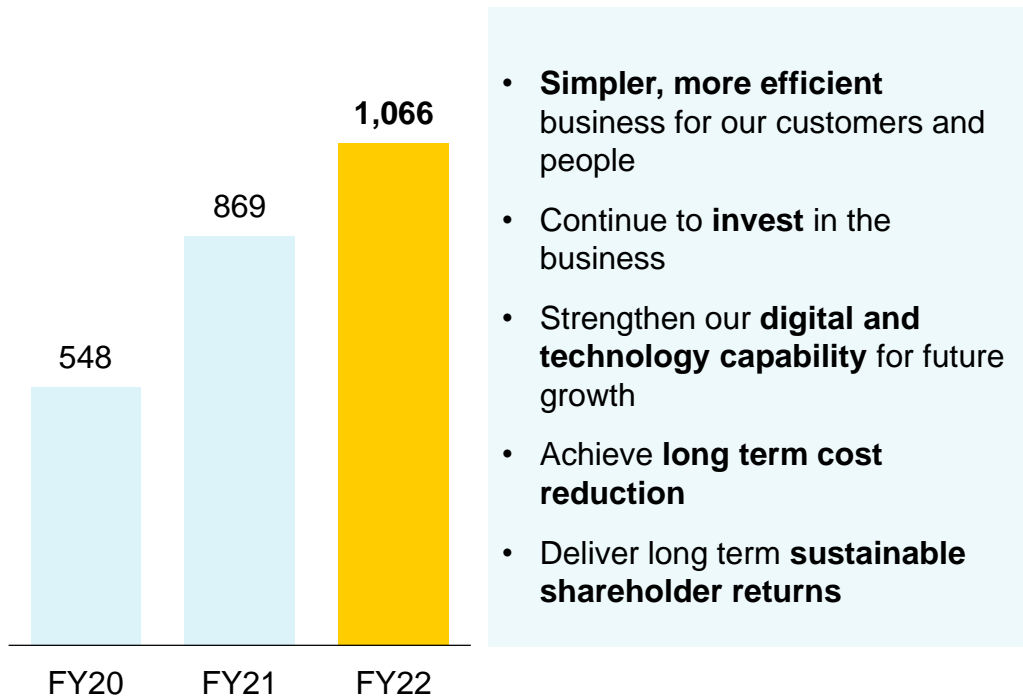 1,066
869
548
FY20
FY21
FY22
• Simpler, more efficient
business for our customers and
people
• Continue to invest in the
business
• Strengthen our digital and
technology capability for future
growth
• Achieve long term cost
reduction
• Deliver long term sustainable
shareholder returns